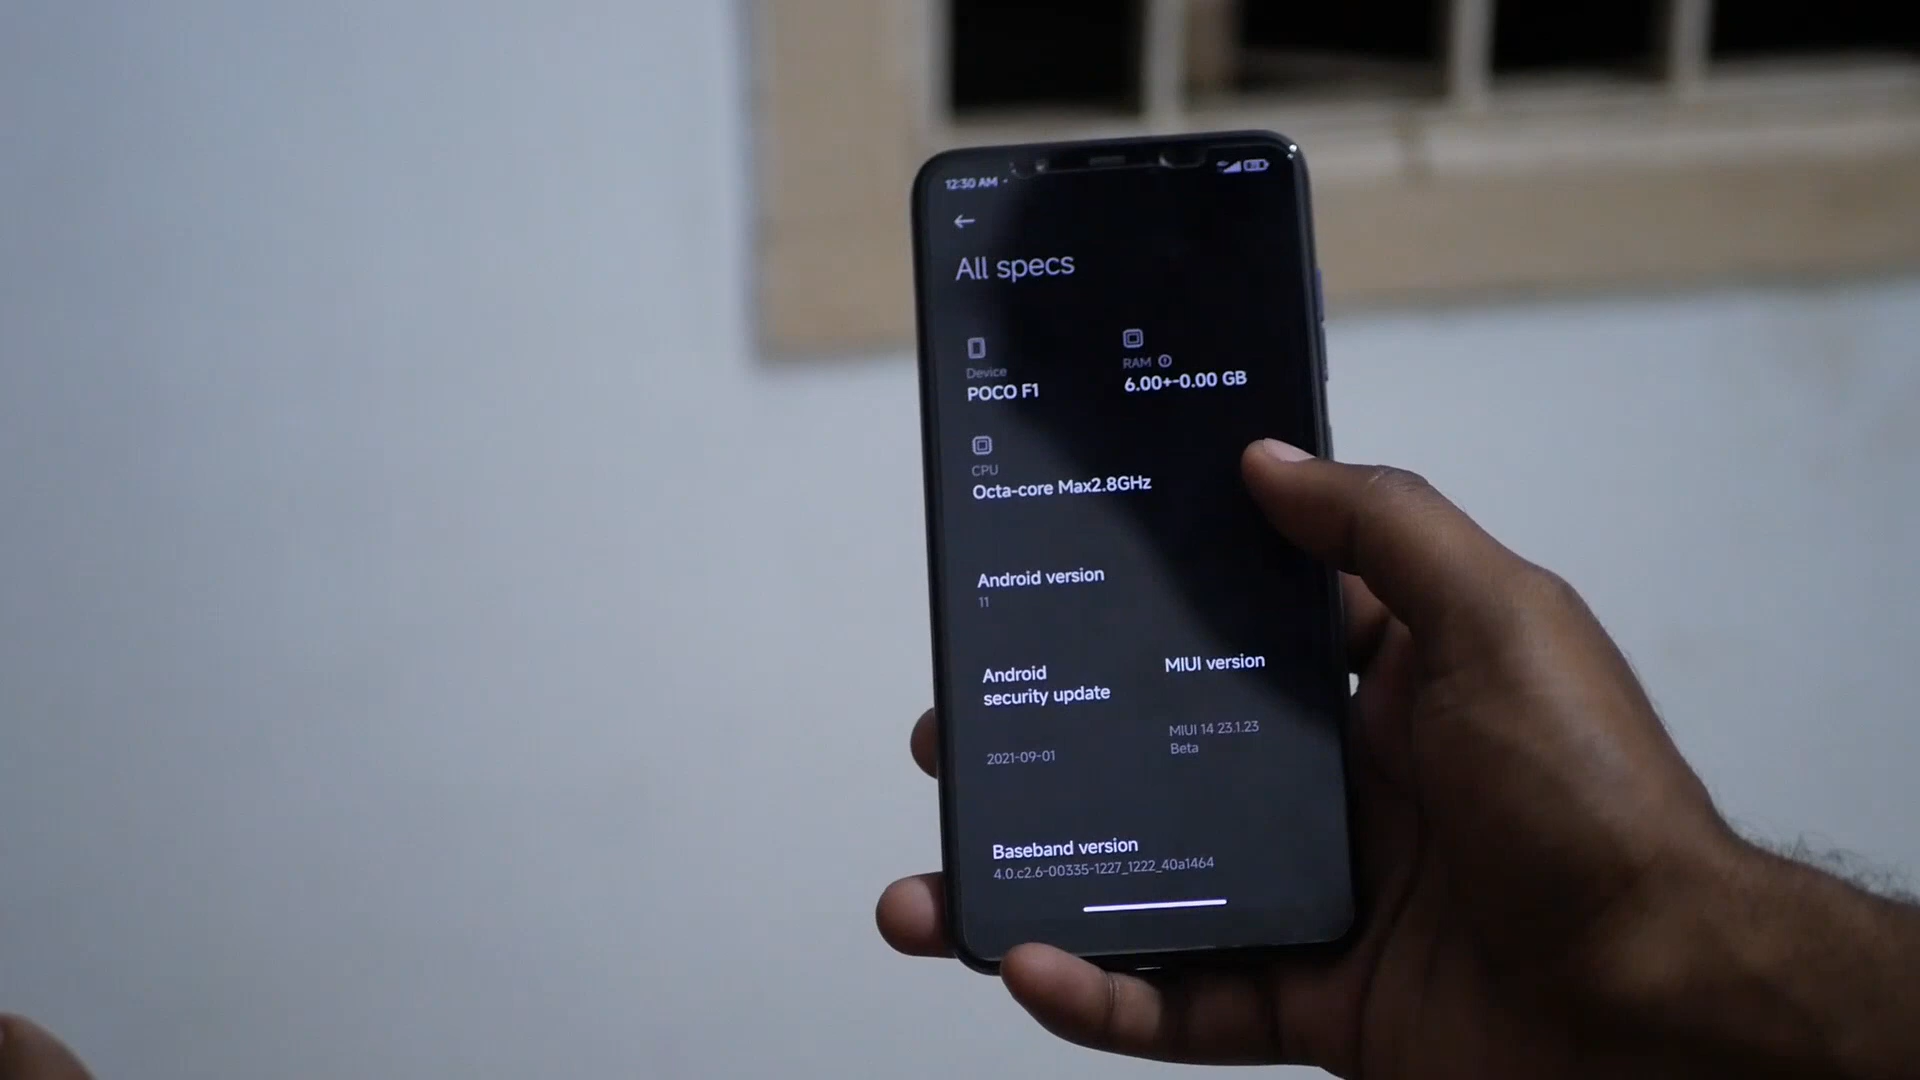 12:30 AM
All specs
Device
POCO F1
RAM
6.00+-0.00 GB
CPU
Octa-core Max2.8GHz
Android version
11
Android
security update
2021-09-01
MIUI version
MIUI 14 23.1.23
Beta
Baseband version
4.0.c2.6-00335-1227_1222_40a1464